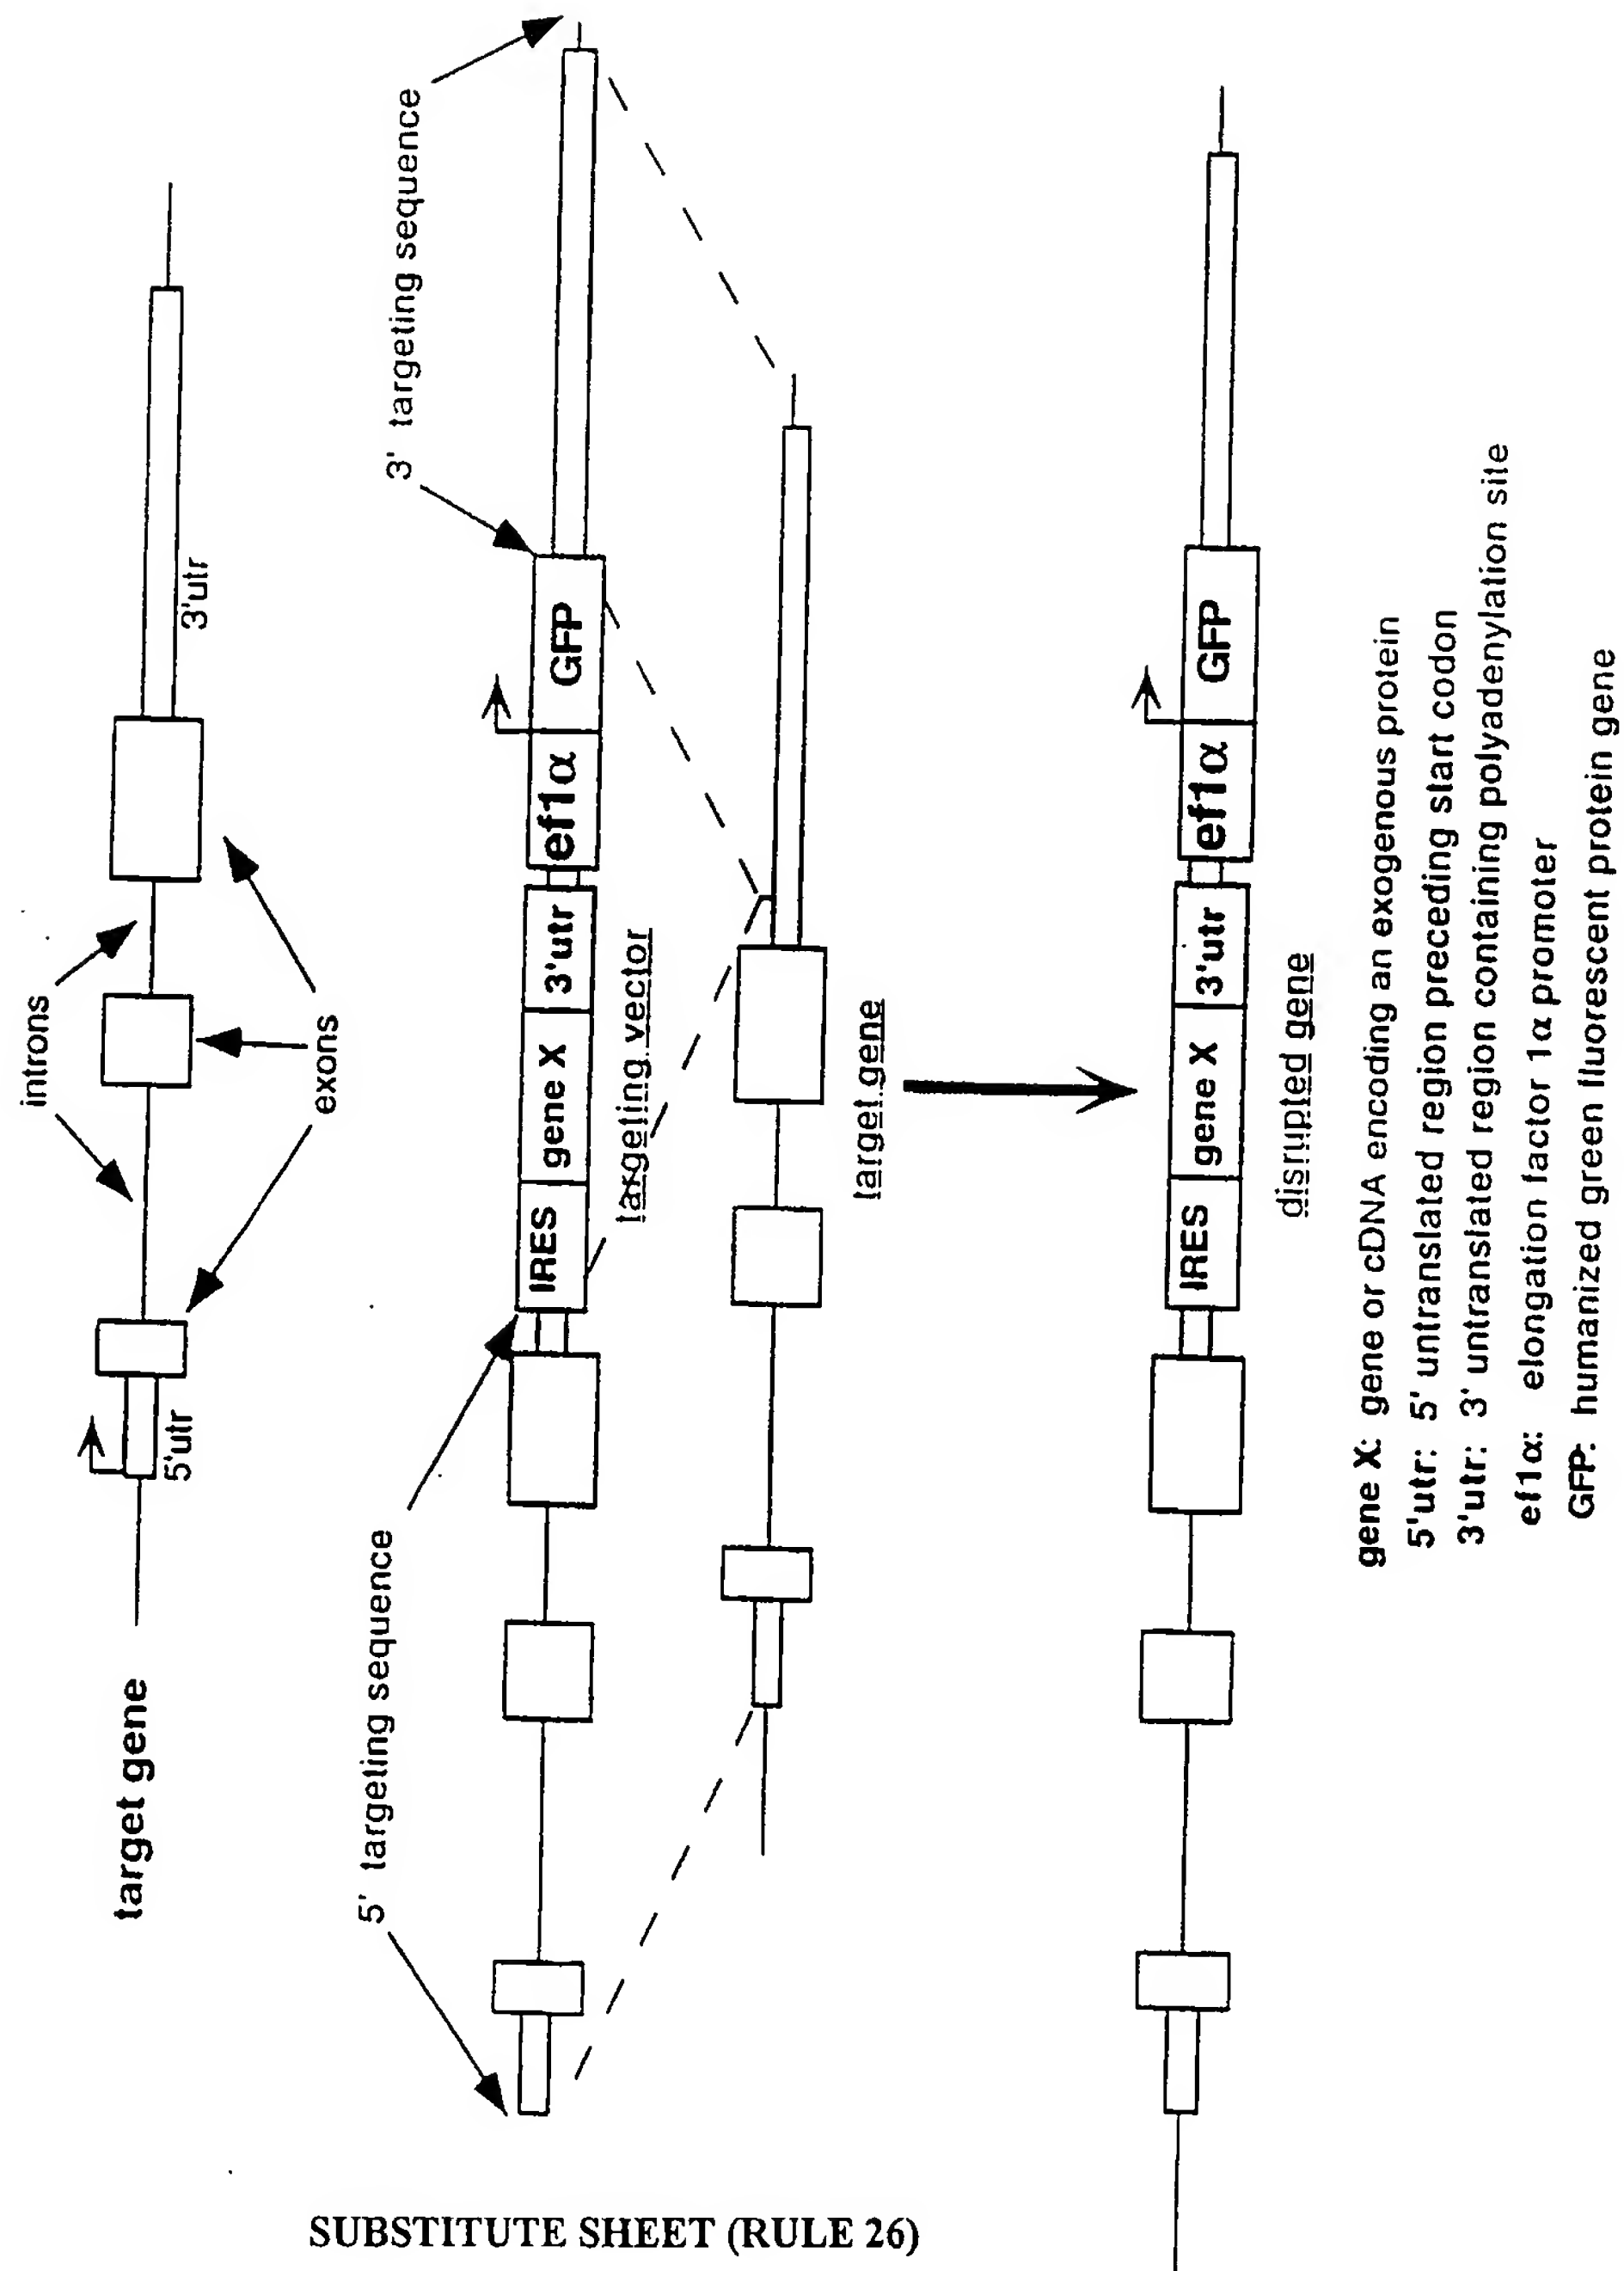 target gene
5'utr
introns
exons
3'utr
5' targeting sequence
3' targeting sequence
IRES
gene X
3'utr
ef1α
GFP
targeting vector
target gene
IRES
gene X
3'utr
ef1α
GFP
disrupted gene
gene X: gene or cDNA encoding an exogenous protein
5'utr: 5' untranslated region preceding start codon
3'utr: 3' untranslated region containing polyadenylation site
ef1α: elongation factor 1α promoter
GFP: humanized green fluorescent protein gene
SUBSTITUTE SHEET (RULE 26)